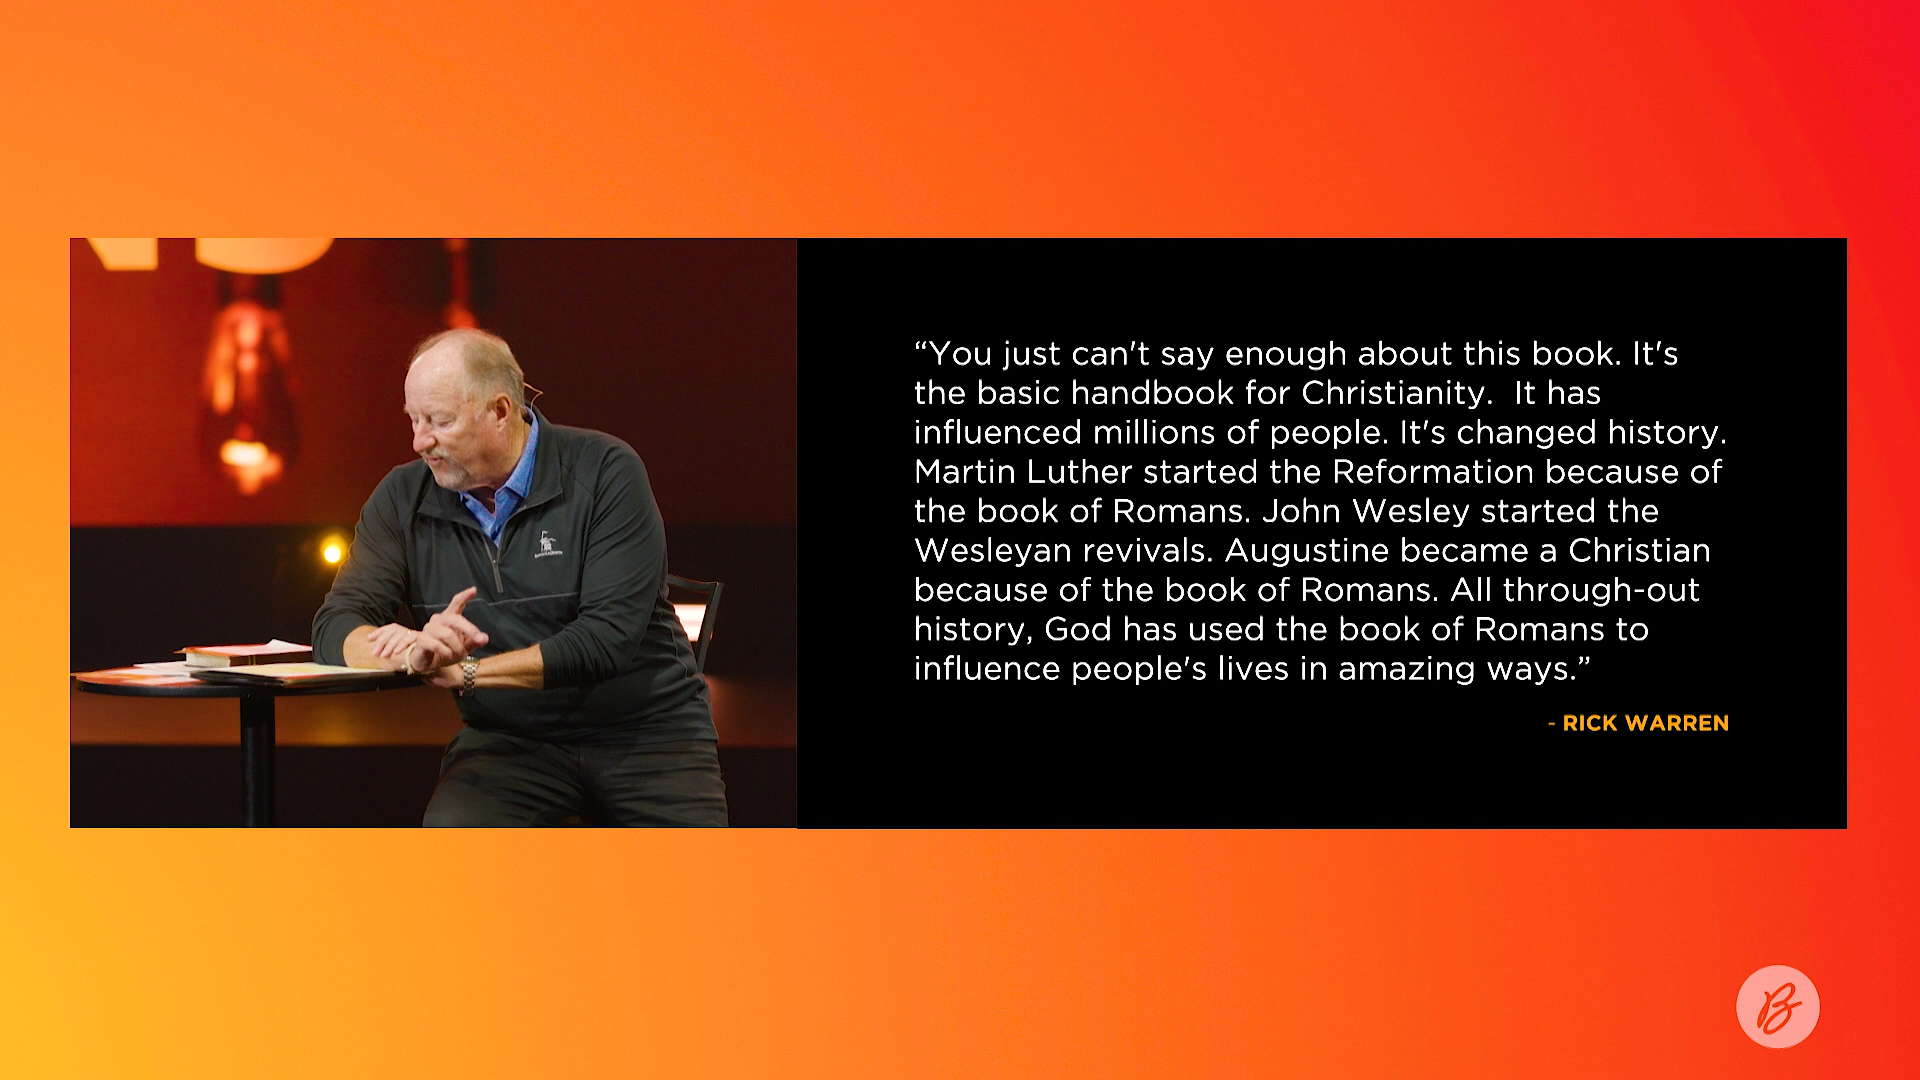 “You just can't say enough about this book. It's
the basic handbook for Christianity.  It has
influenced millions of people. It's changed history.
Martin Luther started the Reformation because of
the book of Romans. John Wesley started the
Wesleyan revivals. Augustine became a Christian
because of the book of Romans. All through-out
history, God has used the book of Romans to
influence people's lives in amazing ways.”
- RICK WARREN
B